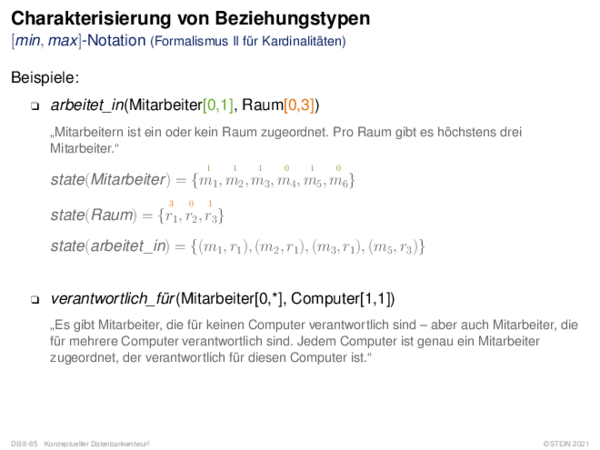 Charakterisierung von Beziehungstypen
[min, max]-Notation (Formalismus II für Kardinalitäten)
Beispiele:
❑ arbeitet_in(Mitarbeiter[0,1], Raum[0,3])
„Mitarbeitern ist ein oder kein Raum zugeordnet. Pro Raum gibt es höchstens drei
Mitarbeiter.“
1 1 1 0 1 0
state(Mitarbeiter) = {m₁, m₂, m₃, m₄, m₅, m₆}
3 0 1
state(Raum) = {r₁, r₂, r₃}
state(arbeitet_in) = {(m₁, r₁), (m₂, r₁), (m₃, r₁), (m₅, r₃)}
❑ verantwortlich_für(Mitarbeiter[0,*], Computer[1,1])
„Es gibt Mitarbeiter, die für keinen Computer verantwortlich sind – aber auch Mitarbeiter, die
für mehrere Computer verantwortlich sind. Jedem Computer ist genau ein Mitarbeiter
zugeordnet, der verantwortlich für diesen Computer ist.“
DB:II-85 Konzeptueller Datenbankentwurf ©STEIN 2021